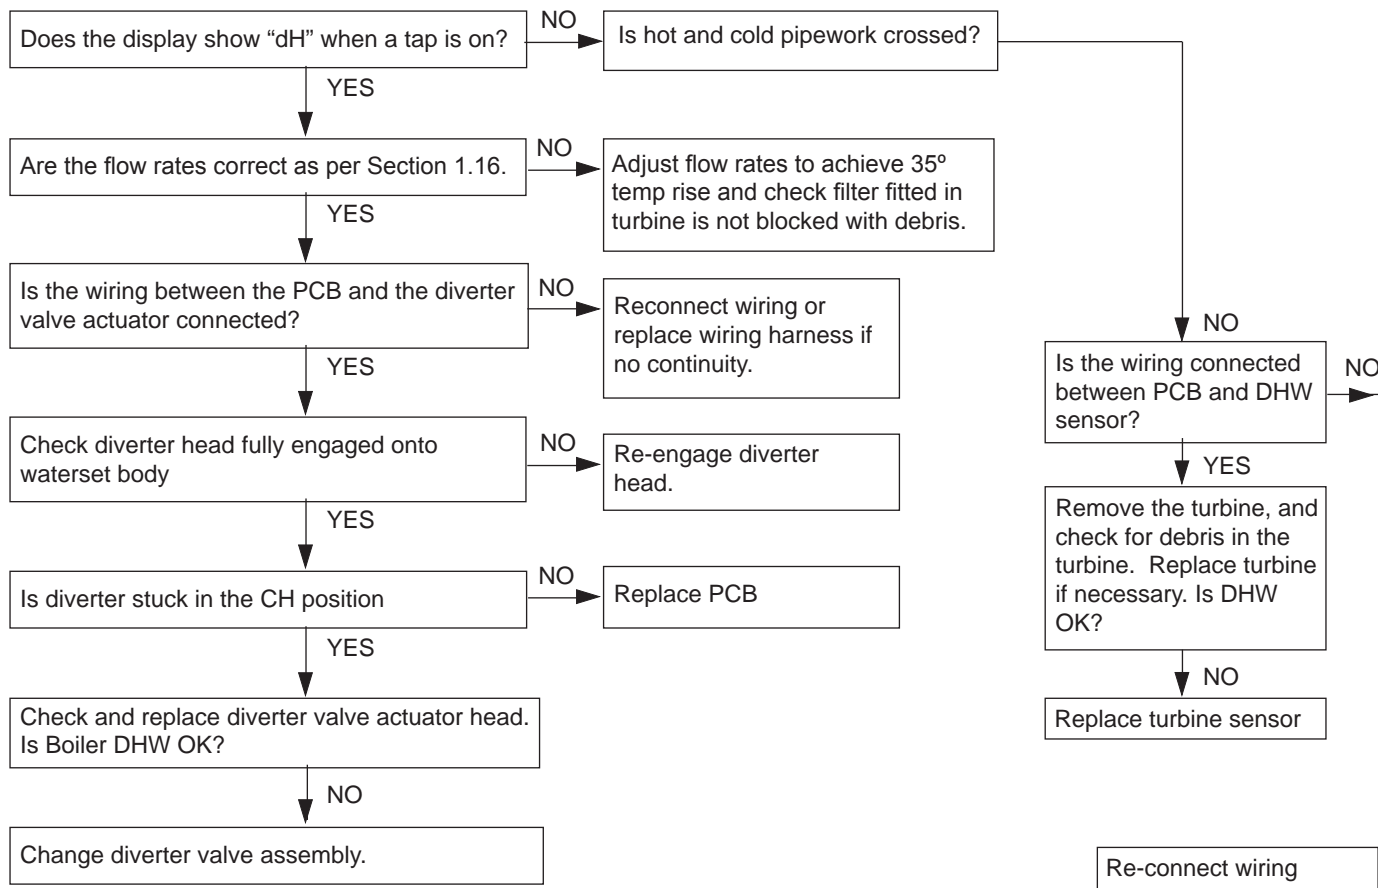 Does the display show “dH” when a tap is on?
NO
Is hot and cold pipework crossed?
YES
Are the flow rates correct as per Section 1.16.
NO
Adjust flow rates to achieve 35º
temp rise and check filter fitted in
turbine is not blocked with debris.
YES
Is the wiring between the PCB and the diverter
valve actuator connected?
NO
Reconnect wiring or
replace wiring harness if
no continuity.
YES
Check diverter head fully engaged onto
waterset body
NO
Re-engage diverter
head.
YES
Is diverter stuck in the CH position
NO
Replace PCB
YES
Check and replace diverter valve actuator head.
Is Boiler DHW OK?
NO
Change diverter valve assembly.
NO
Is the wiring connected
between PCB and DHW
sensor?
NO
YES
Remove the turbine, and
check for debris in the
turbine.  Replace turbine
if necessary. Is DHW
OK?
NO
Replace turbine sensor
Re-connect wiring